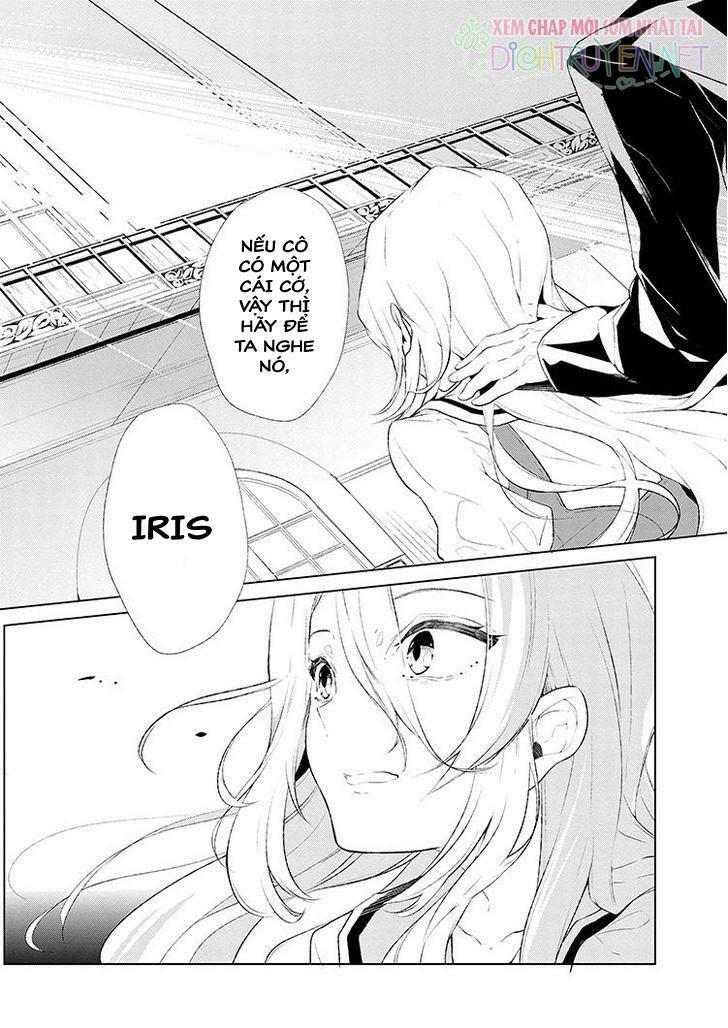 XEM CHAP MỚI SỚM NHẤT TẠI
DICHTRUYEN.NET
NẾU CÔ
CÓ MỘT
CÁI CỚ,
VẬY THÌ
HÃY ĐỂ
TA NGHE
NÓ,
IRIS